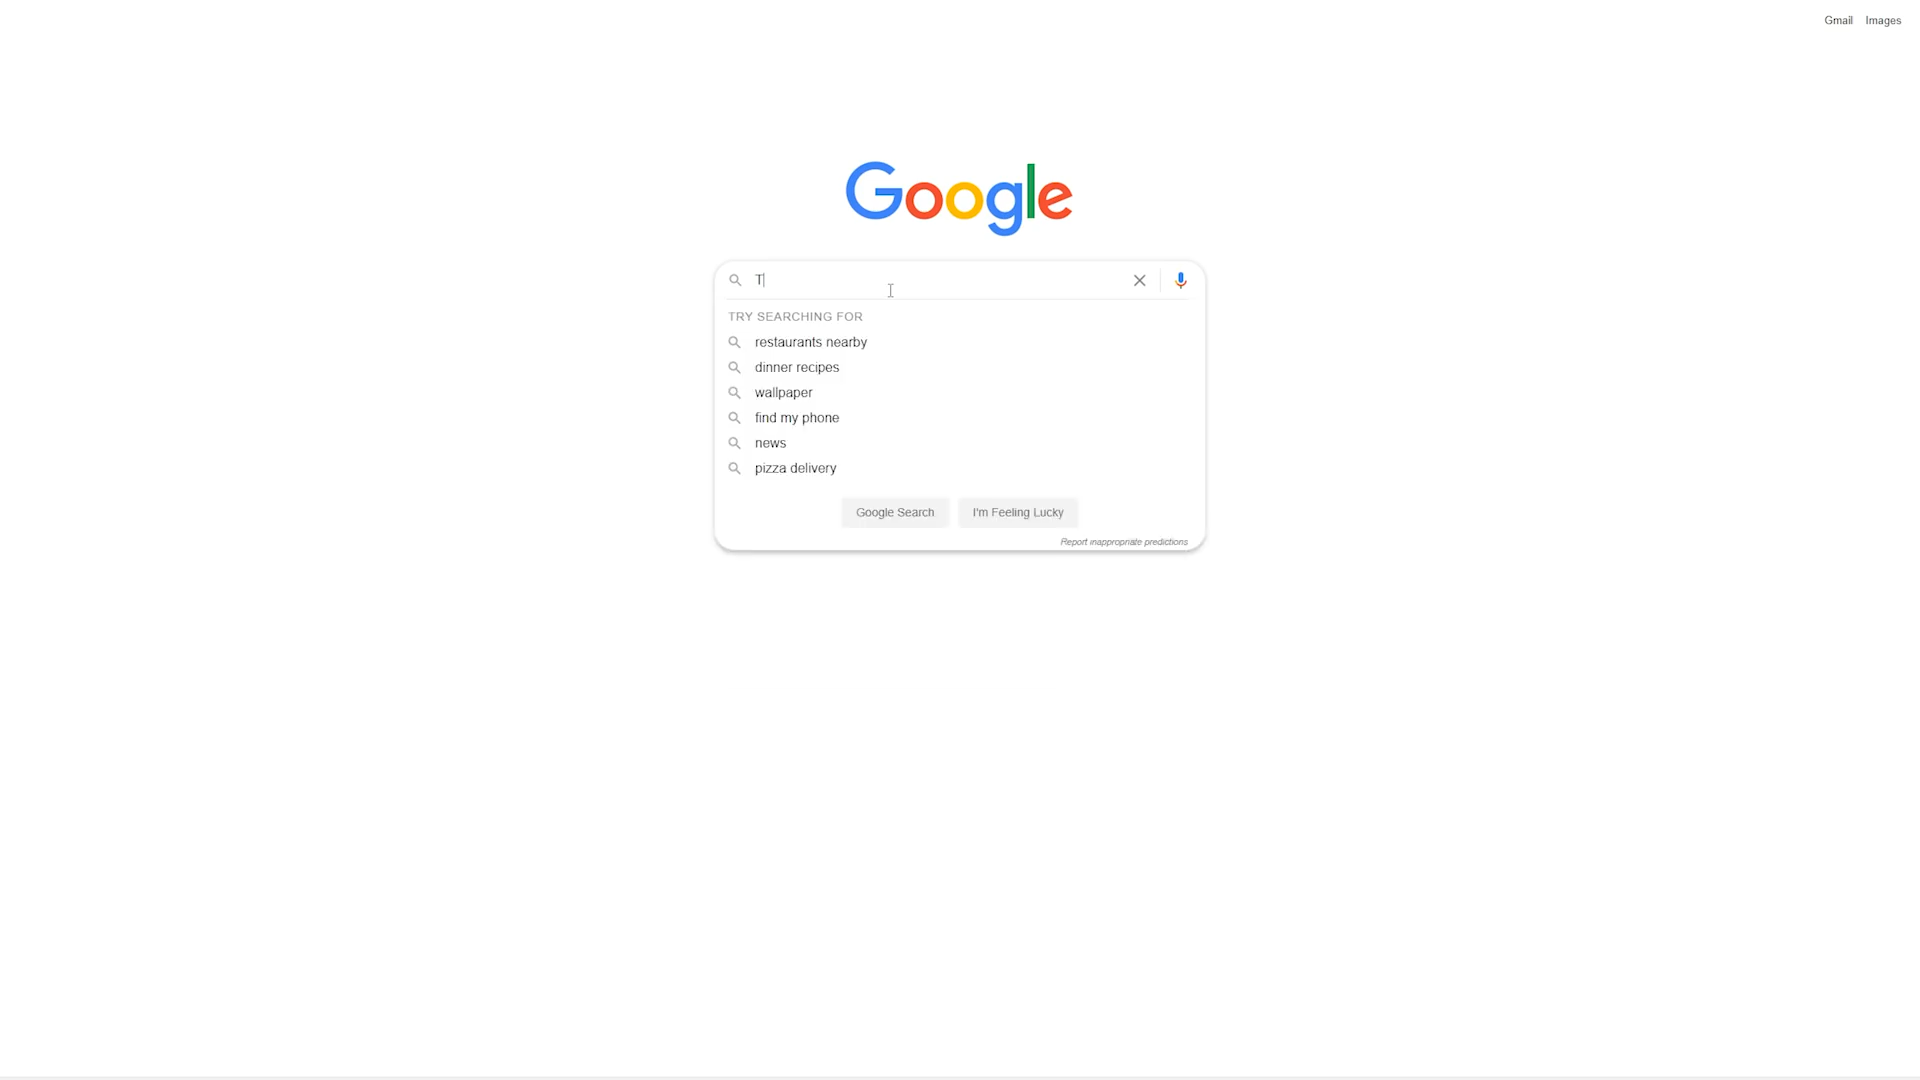 Gmail Images
Google
T
TRY SEARCHING FOR
restaurants nearby
dinner recipes
wallpaper
find my phone
news
pizza delivery
Google Search I'm Feeling Lucky
Report inappropriate predictions